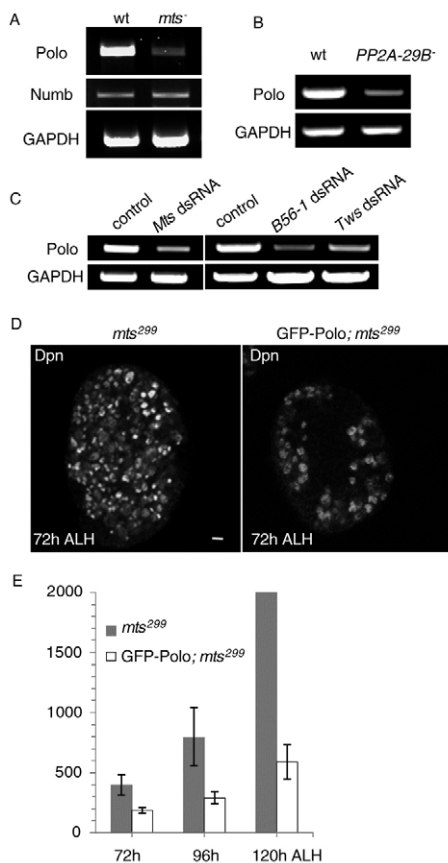 A
wt mts-
Polo
Numb
GAPDH
B
wt PP2A-29B-
Polo
GAPDH
C
control Mts dsRNA control B56-1 dsRNA Tws dsRNA
Polo
GAPDH
D
mts299 GFP-Polo; mts299
Dpn Dpn
72h ALH 72h ALH
E
2000
1500
1000
500
0
mts299
GFP-Polo; mts299
72h 96h 120h ALH